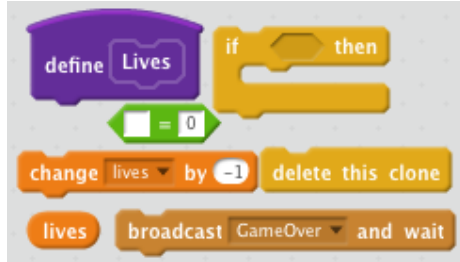 define Lives
if then
= 0
change lives by -1
delete this clone
lives
broadcast GameOver and wait